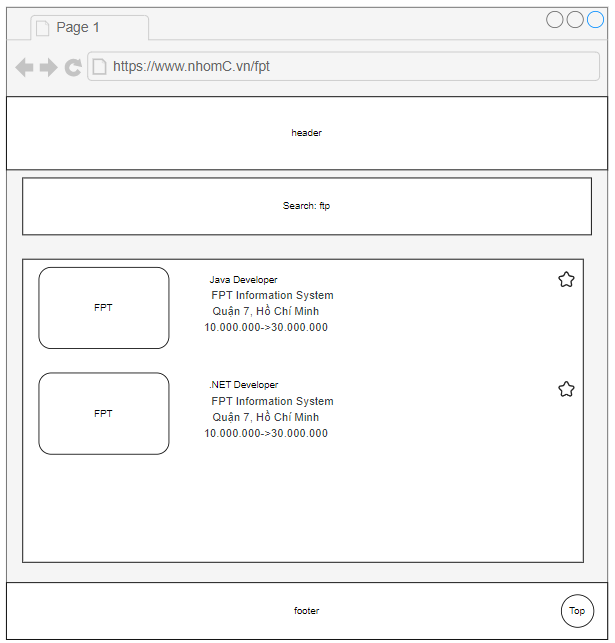 Page 1
https://www.nhomC.vn/fpt
header
Search: ftp
FPT
Java Developer
FPT Information System
Quận 7, Hồ Chí Minh
10.000.000->30.000.000
FPT
.NET Developer
FPT Information System
Quận 7, Hồ Chí Minh
10.000.000->30.000.000
footer
Top